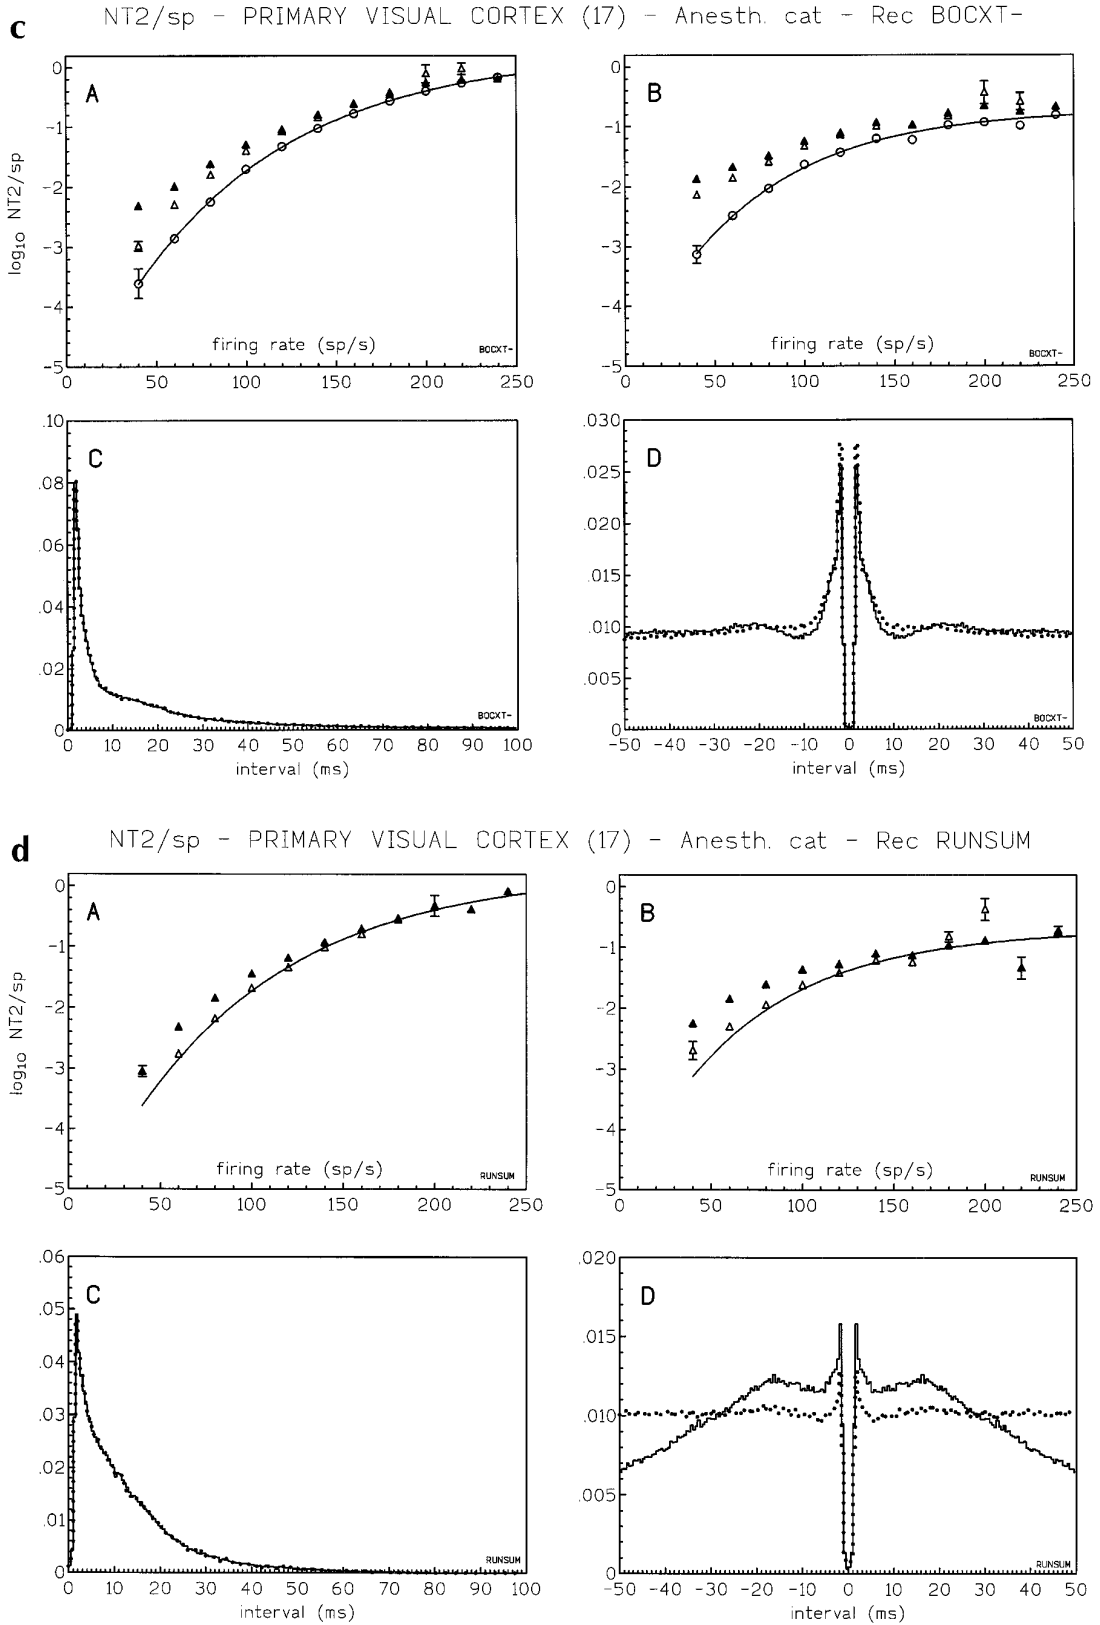 c
NT2/sp – PRIMARY VISUAL CORTEX (17) – Anesth. cat – Rec BOCXT–
A
log10 NT2/sp
0
-1
-2
-3
-4
-5
firing rate (sp/s)
BOCXT-
0 50 100 150 200 250
B
0
-1
-2
-3
-4
-5
firing rate (sp/s)
BOCXT-
0 50 100 150 200 250
C
.10
.08
.06
.04
.02
0
BOCXT-
0 10 20 30 40 50 60 70 80 90 100
interval (ms)
D
.030
.025
.020
.015
.010
.005
0
BOCXT-
-50 -40 -30 -20 -10 0 10 20 30 40 50
interval (ms)
d
NT2/sp – PRIMARY VISUAL CORTEX (17) – Anesth. cat – Rec RUNSUM
A
log10 NT2/sp
0
-1
-2
-3
-4
-5
firing rate (sp/s)
RUNSUM
0 50 100 150 200 250
B
0
-1
-2
-3
-4
-5
firing rate (sp/s)
RUNSUM
0 50 100 150 200 250
C
.06
.05
.04
.03
.02
.01
0
RUNSUM
0 10 20 30 40 50 60 70 80 90 100
interval (ms)
D
.020
.015
.010
.005
0
RUNSUM
-50 -40 -30 -20 -10 0 10 20 30 40 50
interval (ms)